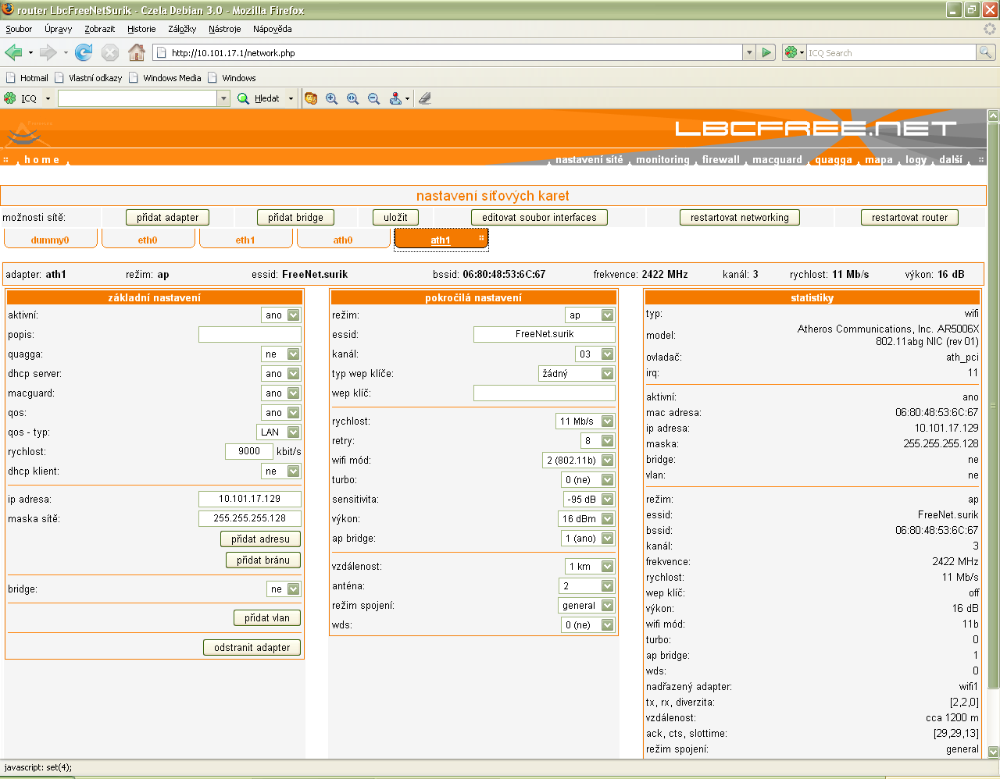 router LbcFreeNetSurik - Czela Debian 3.0 - Mozilla Firefox
Soubor Úpravy Zobrazit Historie Záložky Nástroje Nápověda
http://10.101.17.1/network.php ICQ Search
Hotmail Vlastní odkazy Windows Media Windows
ICQ Hledat
LBCFREE.NET
home nastavení sítě monitoring firewall macguard quagga mapa logy další
nastavení síťových karet
možnosti sítě: přidat adapter přidat bridge uložit editovat soubor interfaces restartovat networking restartovat router
dummy0 eth0 eth1 ath0 ath1
adapter: ath1 režim: ap essid: FreeNet.surik bssid: 06:80:48:53:6C:67 frekvence: 2422 MHz kanál: 3 rychlost: 11 Mb/s výkon: 16 dB
základní nastavení
aktivní: ano
popis:
quagga: ne
dhcp server: ano
macguard: ano
qos: ano
qos - typ: LAN
rychlost: 9000 kbit/s
dhcp klient: ne
ip adresa: 10.101.17.129
maska sítě: 255.255.255.128
přidat adresu
přidat bránu
bridge: ne
přidat vlan
odstranit adapter
pokročilá nastavení
režim: ap
essid: FreeNet.surik
kanál: 03
typ wep klíče: žádný
wep klíč:
rychlost: 11 Mb/s
retry: 8
wifi mód: 2 (802.11b)
turbo: 0 (ne)
sensitivita: -95 dB
výkon: 16 dBm
ap bridge: 1 (ano)
vzdálenost: 1 km
anténa: 2
režim spojení: general
wds: 0 (ne)
statistiky
typ: wifi
model: Atheros Communications, Inc. AR5006X
802.11abg NIC (rev 01)
ovladač: ath_pci
irq: 11
aktivní: ano
mac adresa: 06:80:48:53:6C:67
ip adresa: 10.101.17.129
maska: 255.255.255.128
bridge: ne
vlan: ne
režim: ap
essid: FreeNet.surik
bssid: 06:80:48:53:6C:67
kanál: 3
frekvence: 2422 MHz
rychlost: 11 Mb/s
wep klíč: off
výkon: 16 dB
wifi mód: 11b
turbo: 0
ap bridge: 1
wds: 0
nadřazený adapter: wifi1
tx, rx, diverzita: [2,2,0]
vzdálenost: cca 1200 m
ack, cts, slottime: [29,29,13]
režim spojení: general
javascript: set(4);